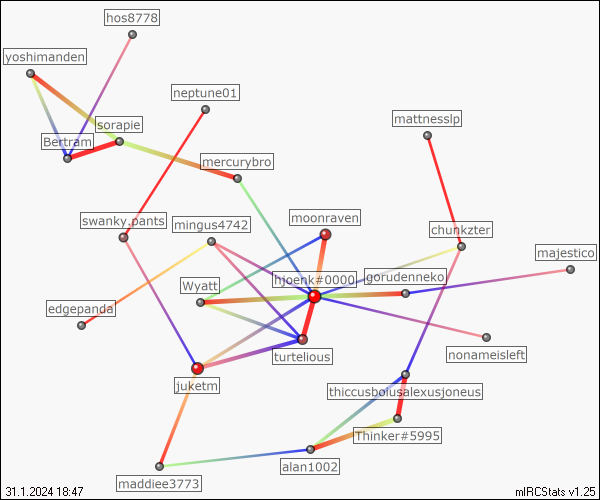 hos8778
yoshimanden
neptune01
mattnesslp
sorapie
Bertram
mercurybro
moonraven
swanky.pants
mingus4742
chunkzter
majestico
hjoenk#0000
gorudenneko
Wyatt
edgepanda
turtelious
nonameisleft
juketm
thiccusbolusalexusjoneus
Thinker#5995
alan1002
maddiee3773
31.1.2024 18:47
mIRCStats v1.25